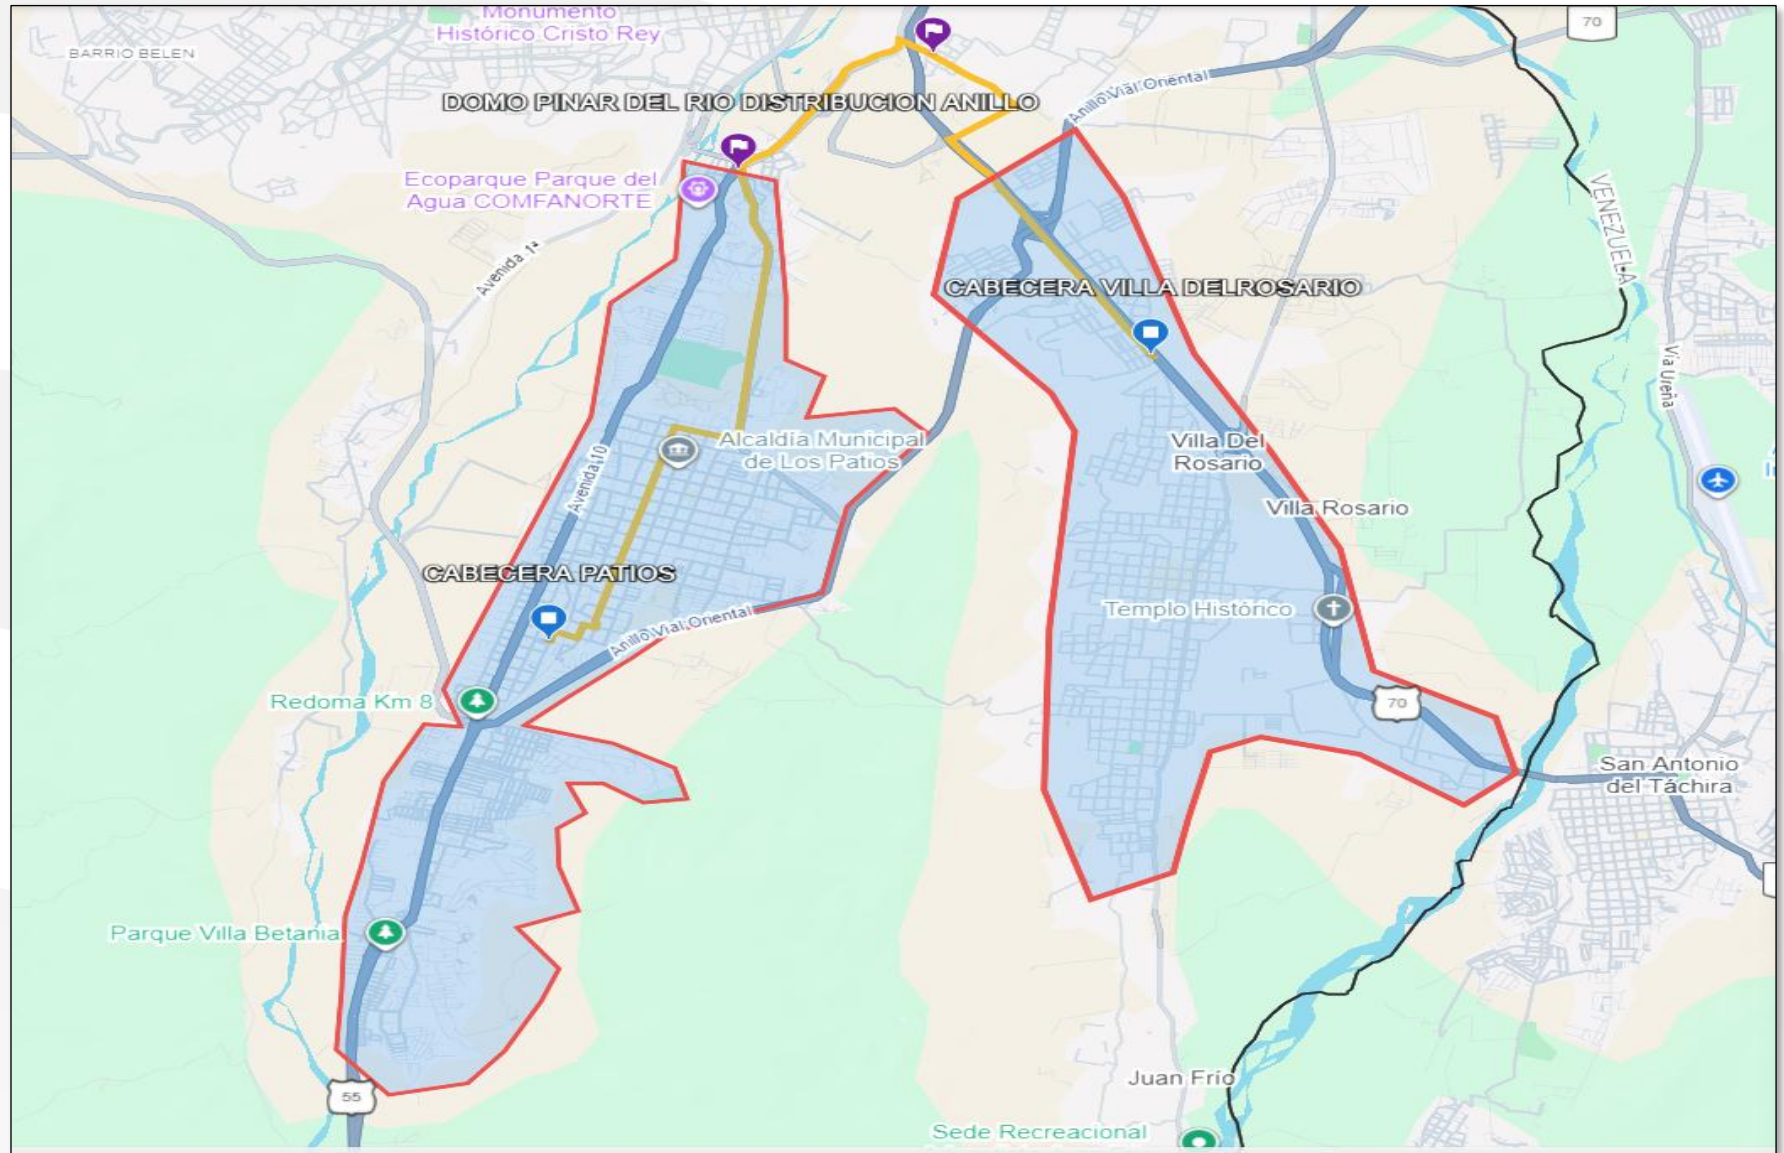 Monumento
Histórico Cristo Rey
70
BARRIO BELEN
Anillo Vial Oriental
DOMO PINAR DEL RIO DISTRIBUCION ANILLO
Ecoparque Parque del
Agua COMFANORTE
VENEZUELA
Avenida 1ª
CABECERA VILLA DELROSARIO
Vía Ureña
Alcaldía Municipal
de Los Patios
Villa Del
Rosario
Avenida 10
Villa Rosario
CABECERA PATIOS
Templo Histórico
Anillo Vial Oriental
Redoma Km 8
70
San Antonio
del Táchira
Parque Villa Betania
Juan Frío
55
Sede Recreacional